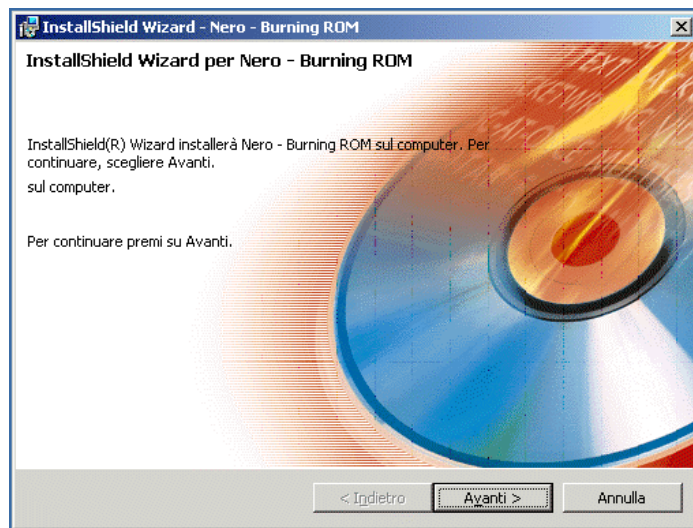 InstallShield Wizard - Nero - Burning ROM
InstallShield Wizard per Nero - Burning ROM
InstallShield(R) Wizard installerà Nero - Burning ROM sul computer. Per
continuare, scegliere Avanti.
sul computer.
Per continuare premi su Avanti.
< Indietro
Avanti >
Annulla